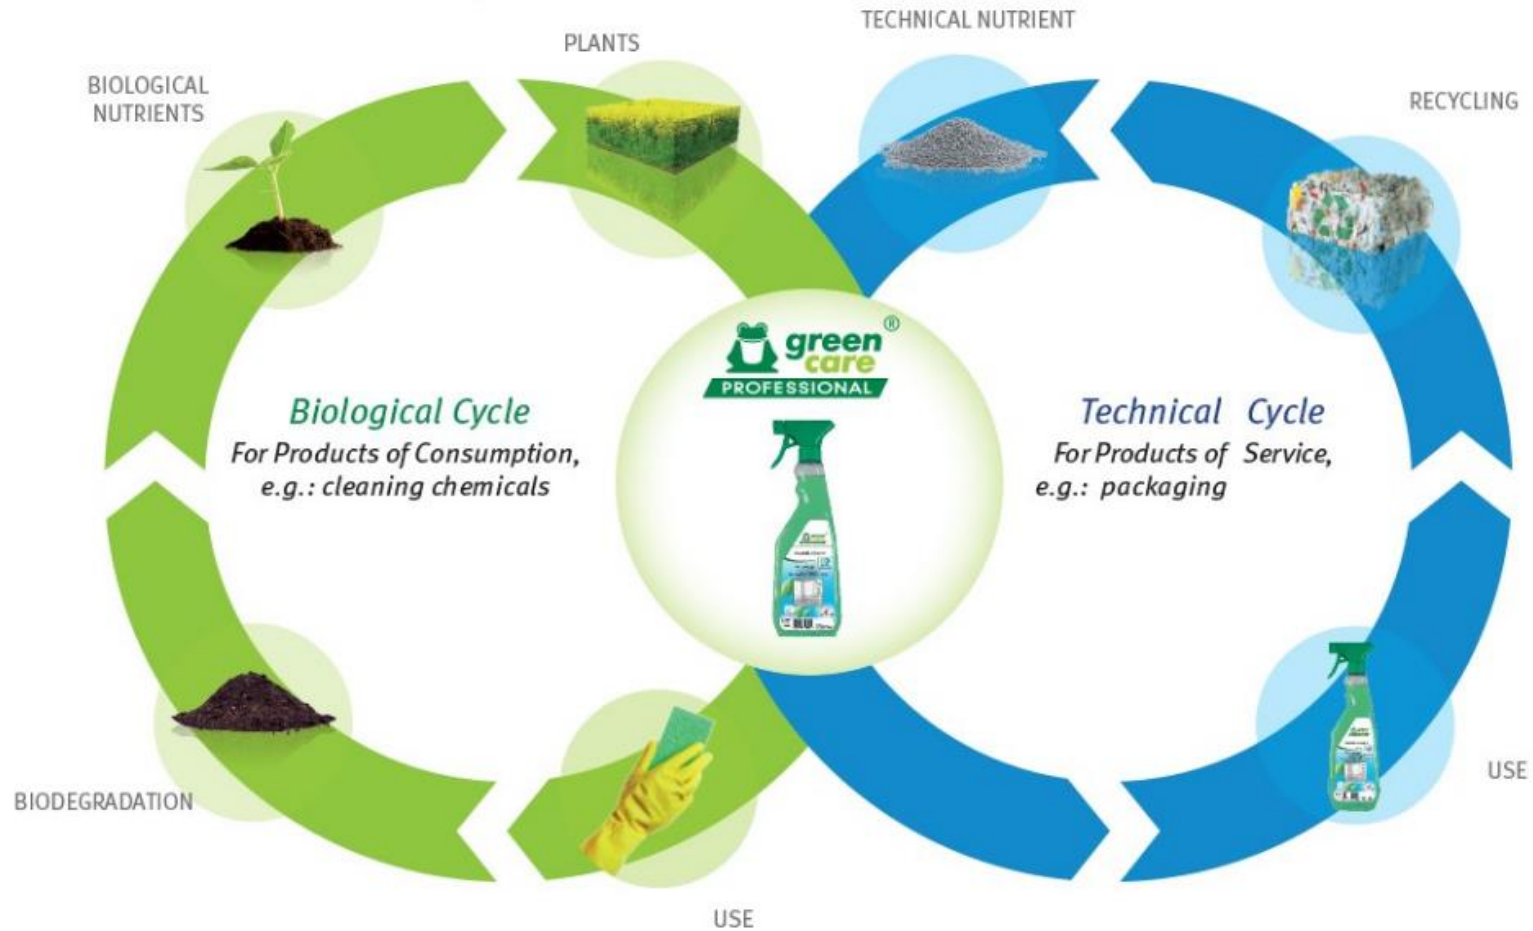 TECHNICAL NUTRIENT
PLANTS
BIOLOGICAL
NUTRIENTS
RECYCLING
green ®
care
PROFESSIONAL
Biological Cycle
For Products of Consumption,
e.g.: cleaning chemicals
Technical Cycle
For Products of Service,
e.g.: packaging
USE
BIODEGRADATION
USE